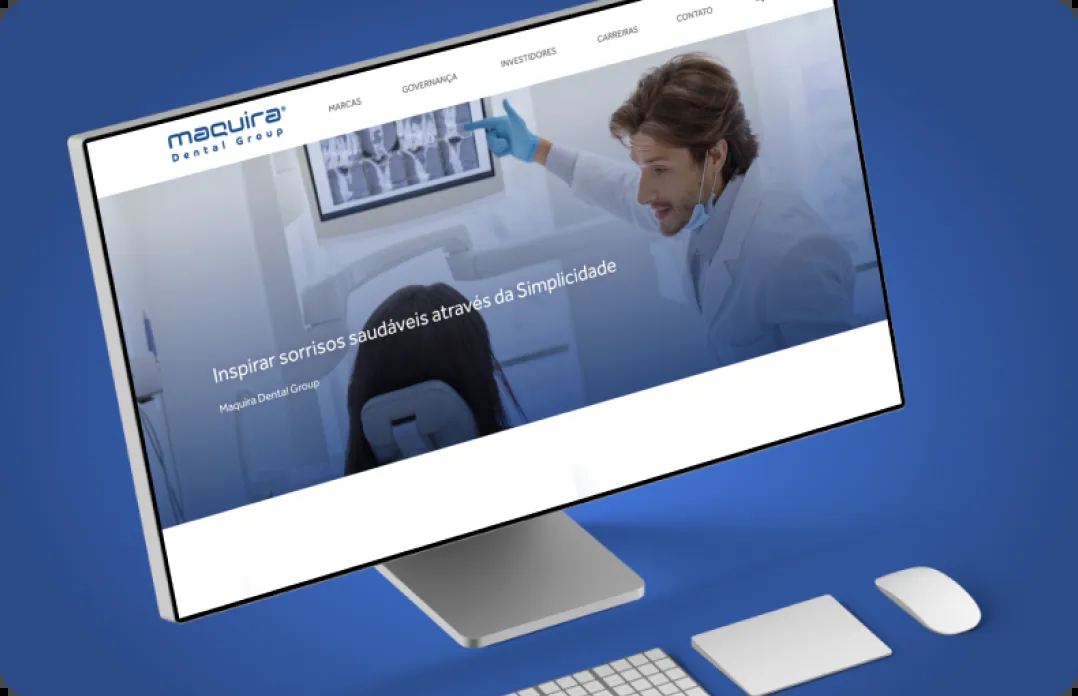 MARCAS
GOVERNANÇA
INVESTIDORES
CARREIRAS
CONTATO
maquira®
Dental Group
Inspirar sorrisos saudáveis através da Simplicidade
Maquira Dental Group